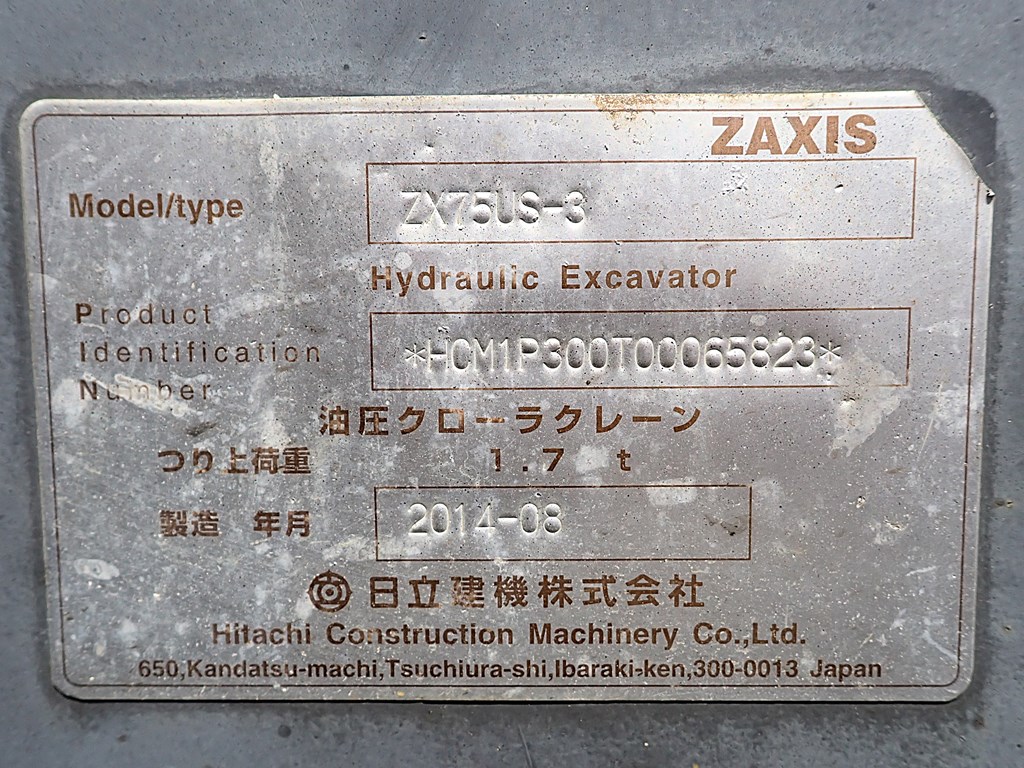 ZAXIS
Model/type ZX75US-3
Hydraulic Excavator
Product
Identification
Number
*HCM1P300T00065823*
油圧クローラクレーン
つり上荷重 1.7 t
製造 年月 2014-08
日立建機株式会社
Hitachi Construction Machinery Co.,Ltd.
650,Kandatsu-machi,Tsuchiura-shi,Ibaraki-ken,300-0013 Japan